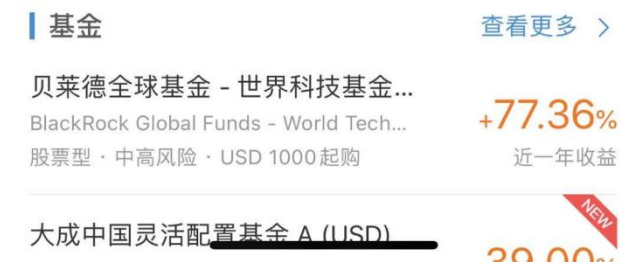 基金
查看更多 >
贝莱德全球基金 - 世界科技基金...
BlackRock Global Funds - World Tech...
+77.36%
股票型 · 中高风险 · USD 1000起购
近一年收益
NEW
大成中国灵活配置基金 A (USD)
39.00%